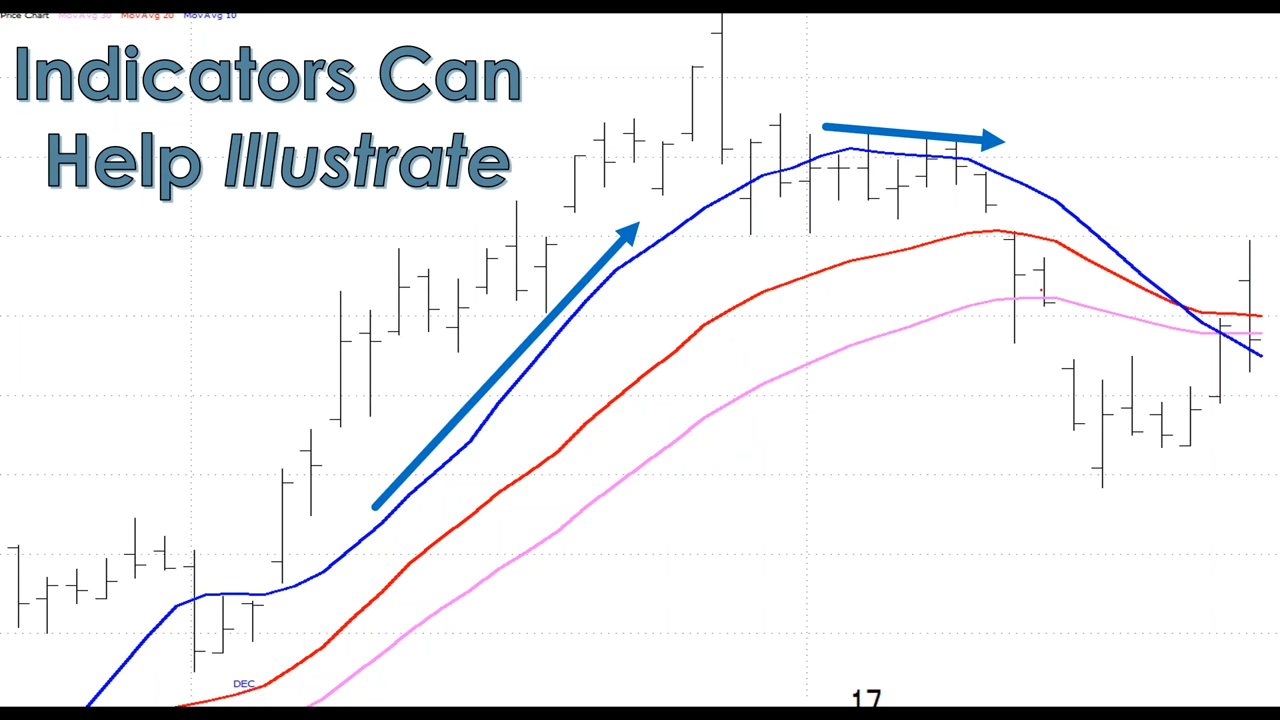 Price Chart MovAvg 30 MovAvg 20 MovAvg 10
Indicators Can
Help Illustrate
DEC
17